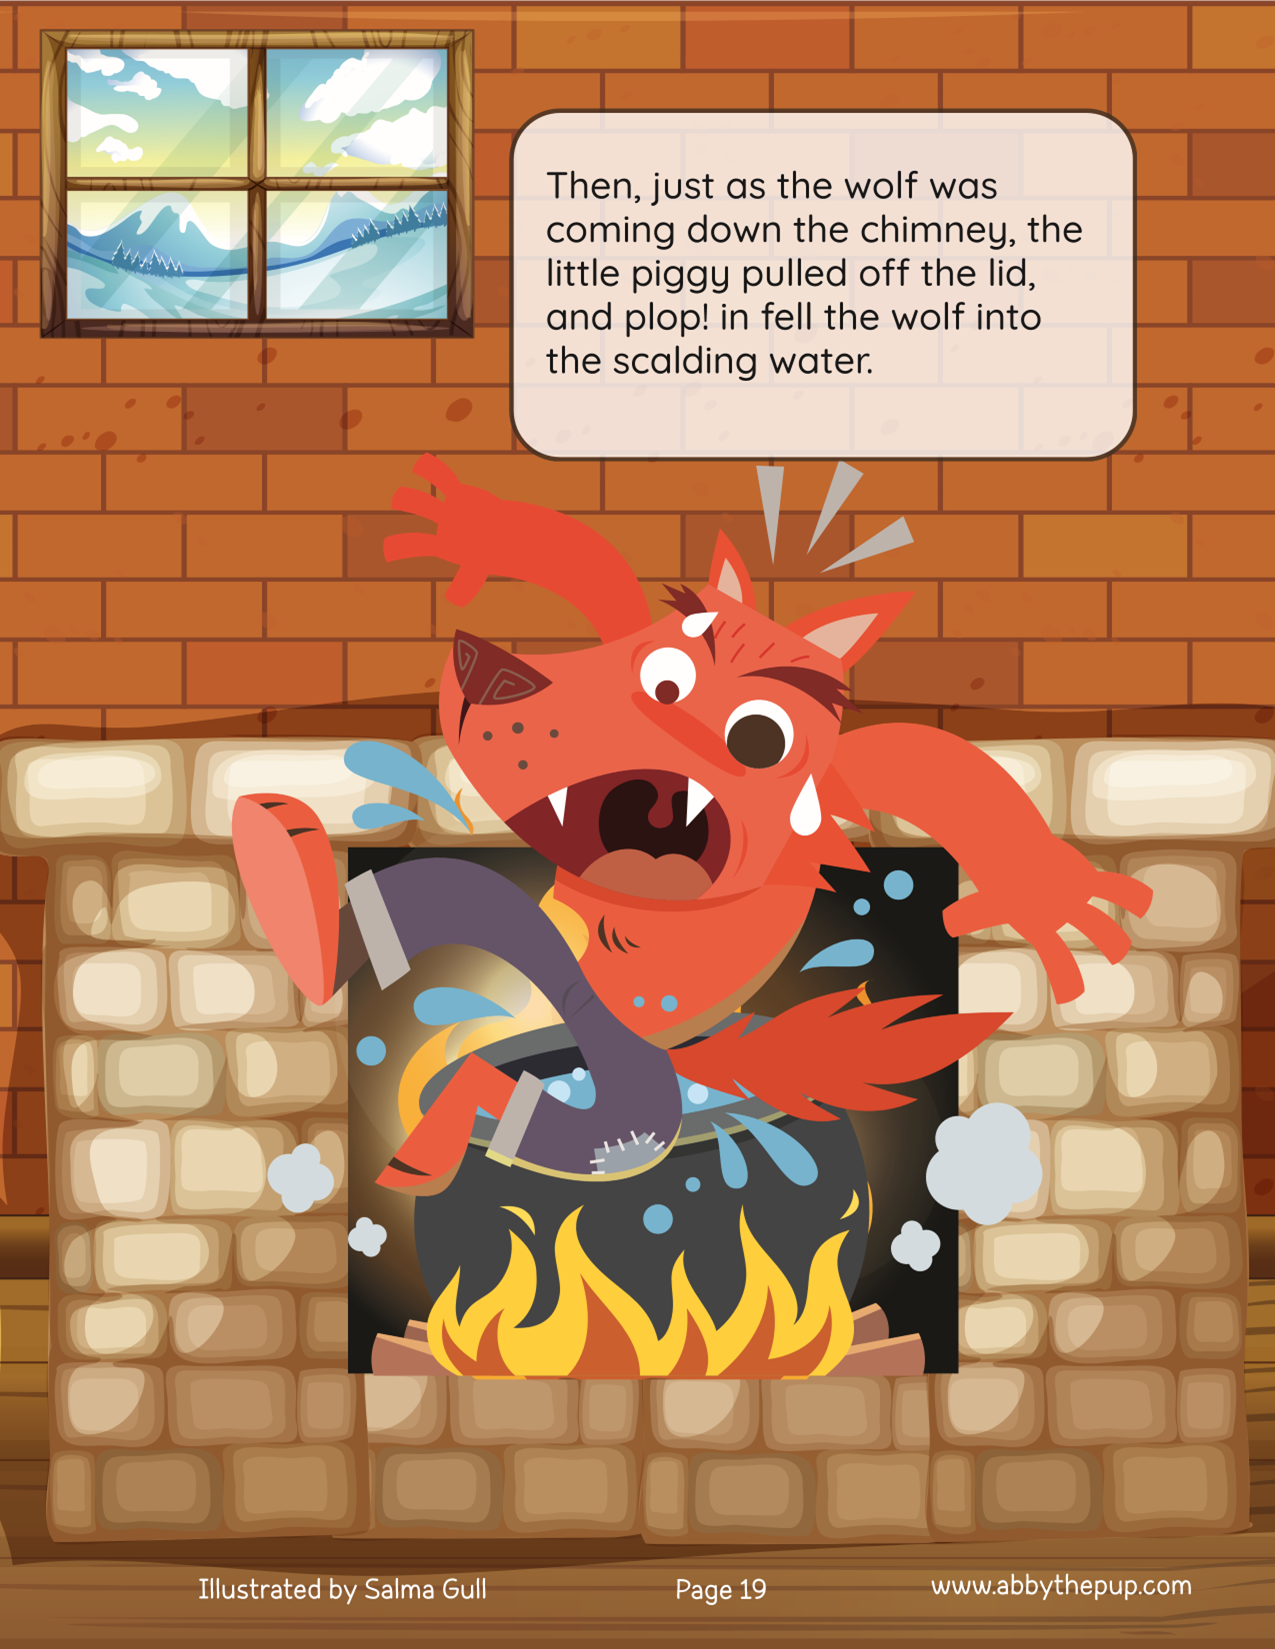 Then, just as the wolf was
coming down the chimney, the
little piggy pulled off the lid,
and plop! in fell the wolf into
the scalding water.
Illustrated by Salma Gull
Page 19
www.abbythepup.com